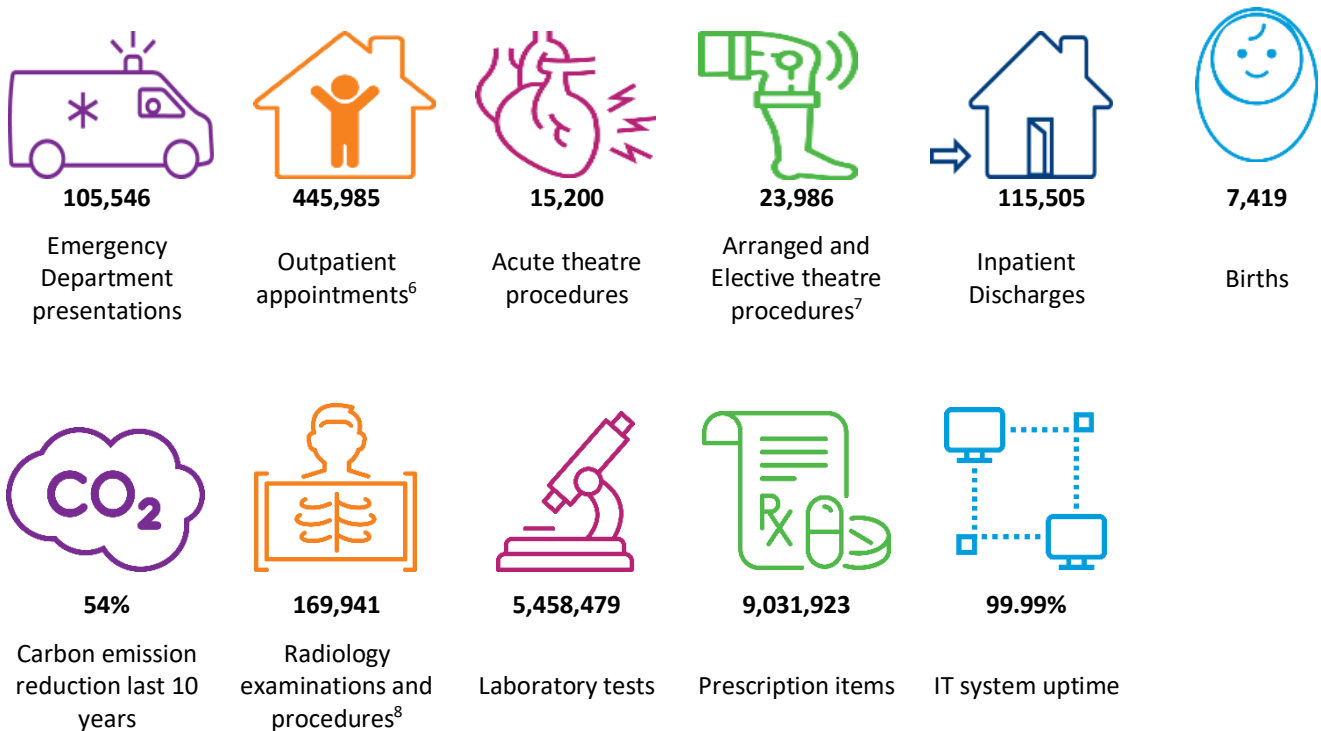 105,546
Emergency
Department
presentations
445,985
Outpatient
appointments6
15,200
Acute theatre
procedures
23,986
Arranged and
Elective theatre
procedures7
115,505
Inpatient
Discharges
7,419
Births
CO2
54%
Carbon emission
reduction last 10
years
169,941
Radiology
examinations and
procedures8
5,458,479
Laboratory tests
Rx
9,031,923
Prescription items
99.99%
IT system uptime